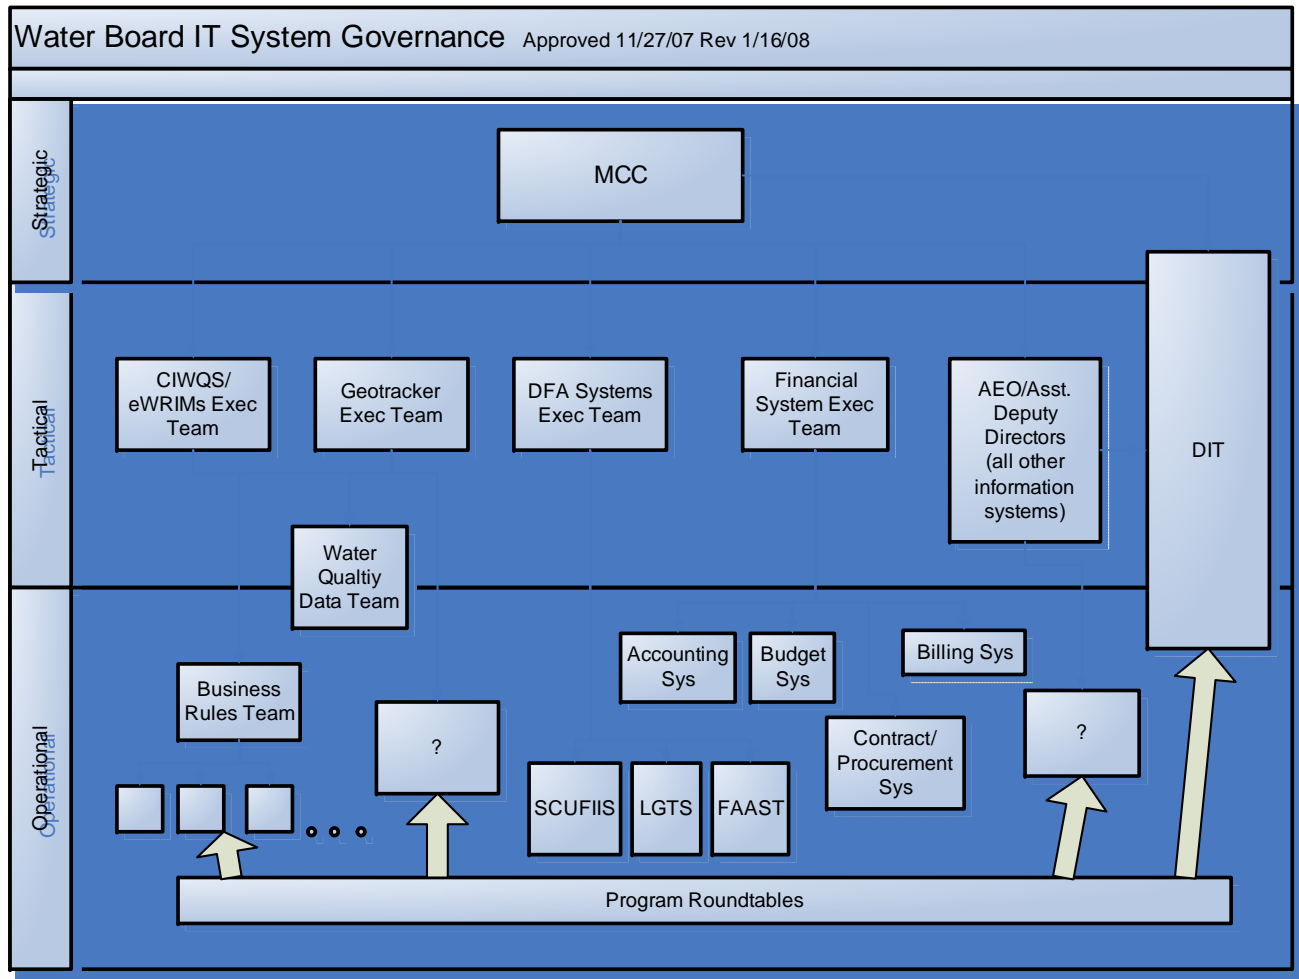 Water Board IT System Governance Approved 11/27/07 Rev 1/16/08
Strategic
MCC
Tactical
CIWQS/
eWRIMs Exec
Team
Geotracker
Exec Team
DFA Systems
Exec Team
Financial
System Exec
Team
AEO/Asst.
Deputy
Directors
(all other
information
systems)
DIT
Water
Qualtiy
Data Team
Operational
Business
Rules Team
?
Accounting
Sys
Budget
Sys
Billing Sys
Contract/
Procurement
Sys
?
SCUFIIS
LGTS
FAAST
Program Roundtables